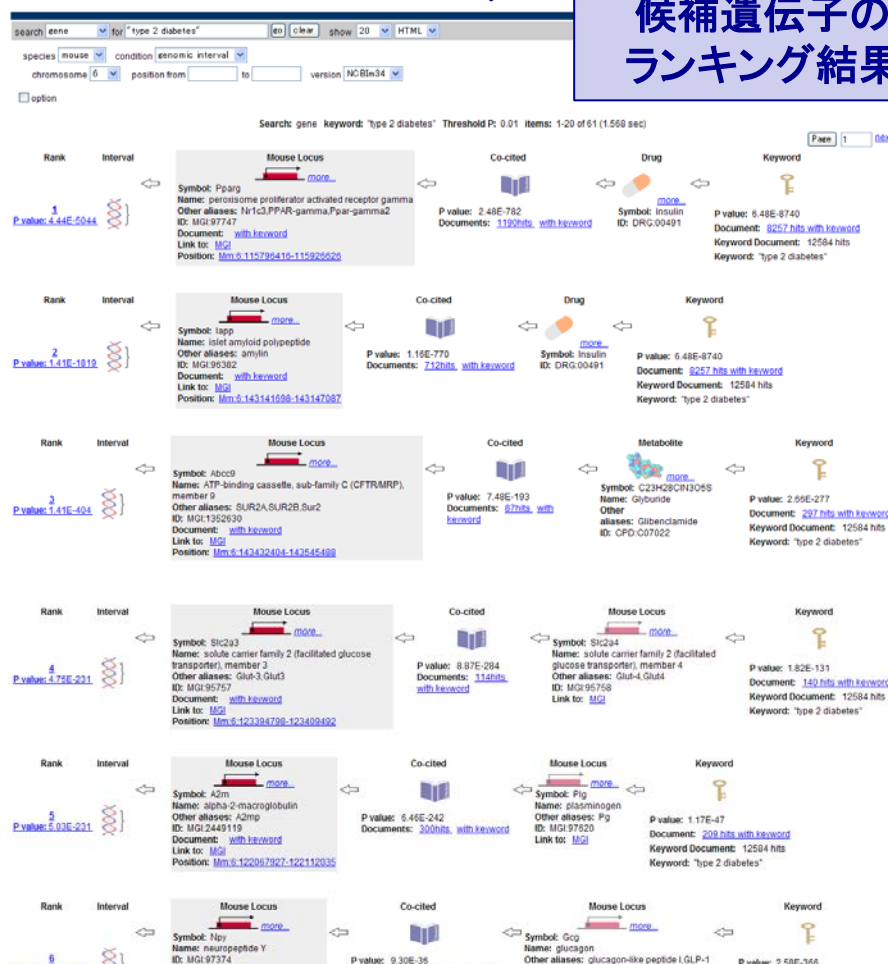 候補遺伝子の
ランキング結果
search gene for "type 2 diabetes" go clear show 20 HTML
species mouse condition genomic interval
chromosome 6 position from to version NCBIm34
option
Search: gene keyword: "type 2 diabetes" Threshold P: 0.01 items: 1-20 of 61 (1.568 sec)
Page 1
Rank Interval Mouse Locus Co-cited Drug Keyword
more...
Symbol: Pparg
Name: peroxisome proliferator activated receptor gamma
Other aliases: Nr1c3,PPAR-gamma,Ppar-gamma2
ID: MGI:97747
Document: with keyword
Link to: MGI
Position: Mm:6:115796416-115926626
1
P value: 4.44E-5044
P value: 2.48E-782
Documents: 1190hits with keyword
more...
Symbol: Insulin
ID: DRG:00491
P value: 6.48E-8740
Document: 8257 hits with keyword
Keyword Document: 12584 hits
Keyword: "type 2 diabetes"
Rank Interval Mouse Locus Co-cited Drug Keyword
more...
Symbol: Iapp
Name: islet amyloid polypeptide
Other aliases: amylin
ID: MGI:96382
Document: with keyword
Link to: MGI
Position: Mm:6:143141698-143147087
2
P value: 1.41E-1819
P value: 1.16E-770
Documents: 712hits with keyword
more...
Symbol: Insulin
ID: DRG:00491
P value: 6.48E-8740
Document: 8257 hits with keyword
Keyword Document: 12584 hits
Keyword: "type 2 diabetes"
Rank Interval Mouse Locus Co-cited Metabolite Keyword
more...
Symbol: Abcc9
Name: ATP-binding cassette, sub-family C (CFTR/MRP),
member 9
Other aliases: SUR2A,SUR2B,Sur2
ID: MGI:1352630
Document: with keyword
Link to: MGI
Position: Mm:6:143432404-143545488
3
P value: 1.41E-404
P value: 7.48E-193
Documents: 67hits with
keyword
more...
Symbol: C23H28ClN3O5S
Name: Glyburide
Other
aliases: Glibenclamide
ID: CPD:C07022
P value: 2.66E-277
Document: 297 hits with keyword
Keyword Document: 12584 hits
Keyword: "type 2 diabetes"
Rank Interval Mouse Locus Co-cited Mouse Locus Keyword
more...
Symbol: Slc2a3
Name: solute carrier family 2 (facilitated glucose
transporter), member 3
Other aliases: Glut-3,Glut3
ID: MGI:95757
Document: with keyword
Link to: MGI
Position: Mm:6:123394798-123409492
4
P value: 4.75E-231
P value: 8.87E-284
Documents: 114hits
with keyword
more...
Symbol: Slc2a4
Name: solute carrier family 2 (facilitated
glucose transporter), member 4
Other aliases: Glut-4,Glut4
ID: MGI:95758
Link to: MGI
P value: 1.82E-131
Document: 140 hits with keyword
Keyword Document: 12584 hits
Keyword: "type 2 diabetes"
Rank Interval Mouse Locus Co-cited Mouse Locus Keyword
more...
Symbol: A2m
Name: alpha-2-macroglobulin
Other aliases: A2mp
ID: MGI:2449119
Document: with keyword
Link to: MGI
Position: Mm:6:122067927-122112035
5
P value: 5.03E-231
P value: 6.46E-242
Documents: 300hits with keyword
more...
Symbol: Plg
Name: plasminogen
Other aliases: Pg
ID: MGI:97620
Link to: MGI
P value: 1.17E-47
Document: 209 hits with keyword
Keyword Document: 12584 hits
Keyword: "type 2 diabetes"
Rank Interval Mouse Locus Co-cited Mouse Locus Keyword
more...
Symbol: Npy
Name: neuropeptide Y
ID: MGI:97374
6
P value: 9.30E-36
more...
Symbol: Gcg
Name: glucagon
Other aliases: glucagon-like peptide I,GLP-1
P value: 2.58E-366